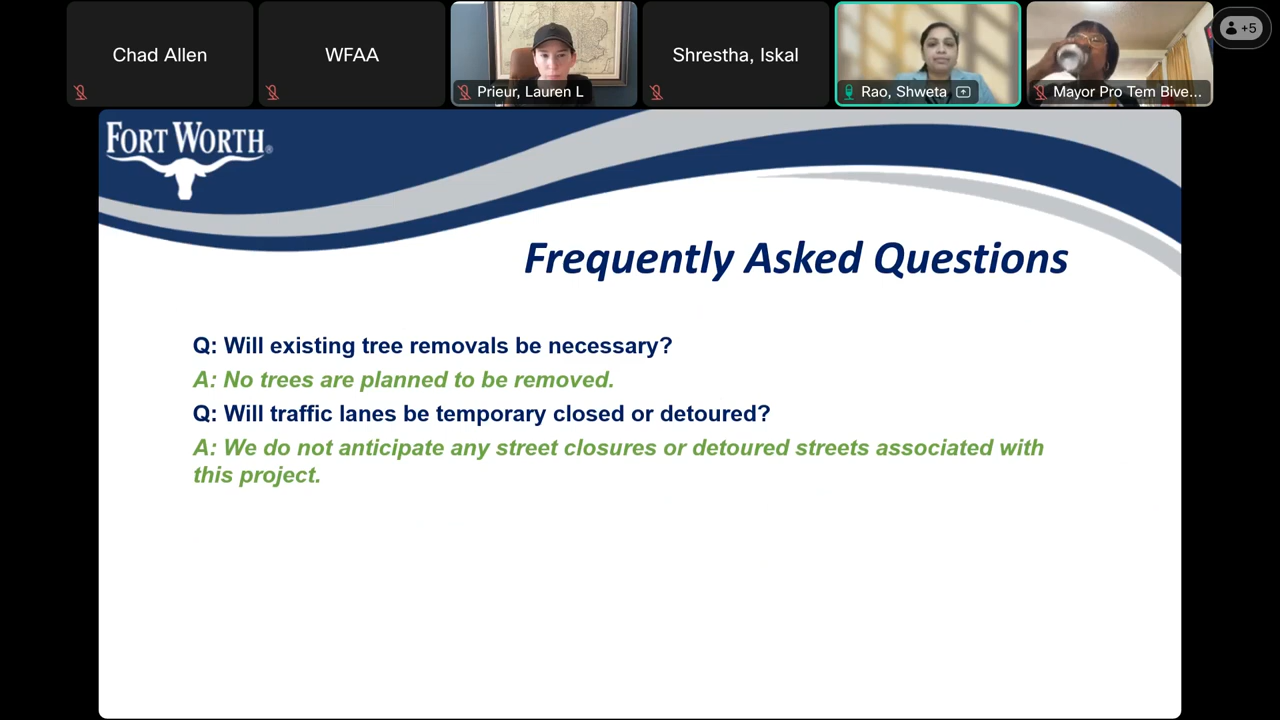 Chad Allen
WFAA
Prieur, Lauren L
Shrestha, Iskal
Rao, Shweta
Mayor Pro Tem Bive...
+5
FORT WORTH®
Frequently Asked Questions
Q: Will existing tree removals be necessary?
A: No trees are planned to be removed.
Q: Will traffic lanes be temporary closed or detoured?
A: We do not anticipate any street closures or detoured streets associated with
this project.